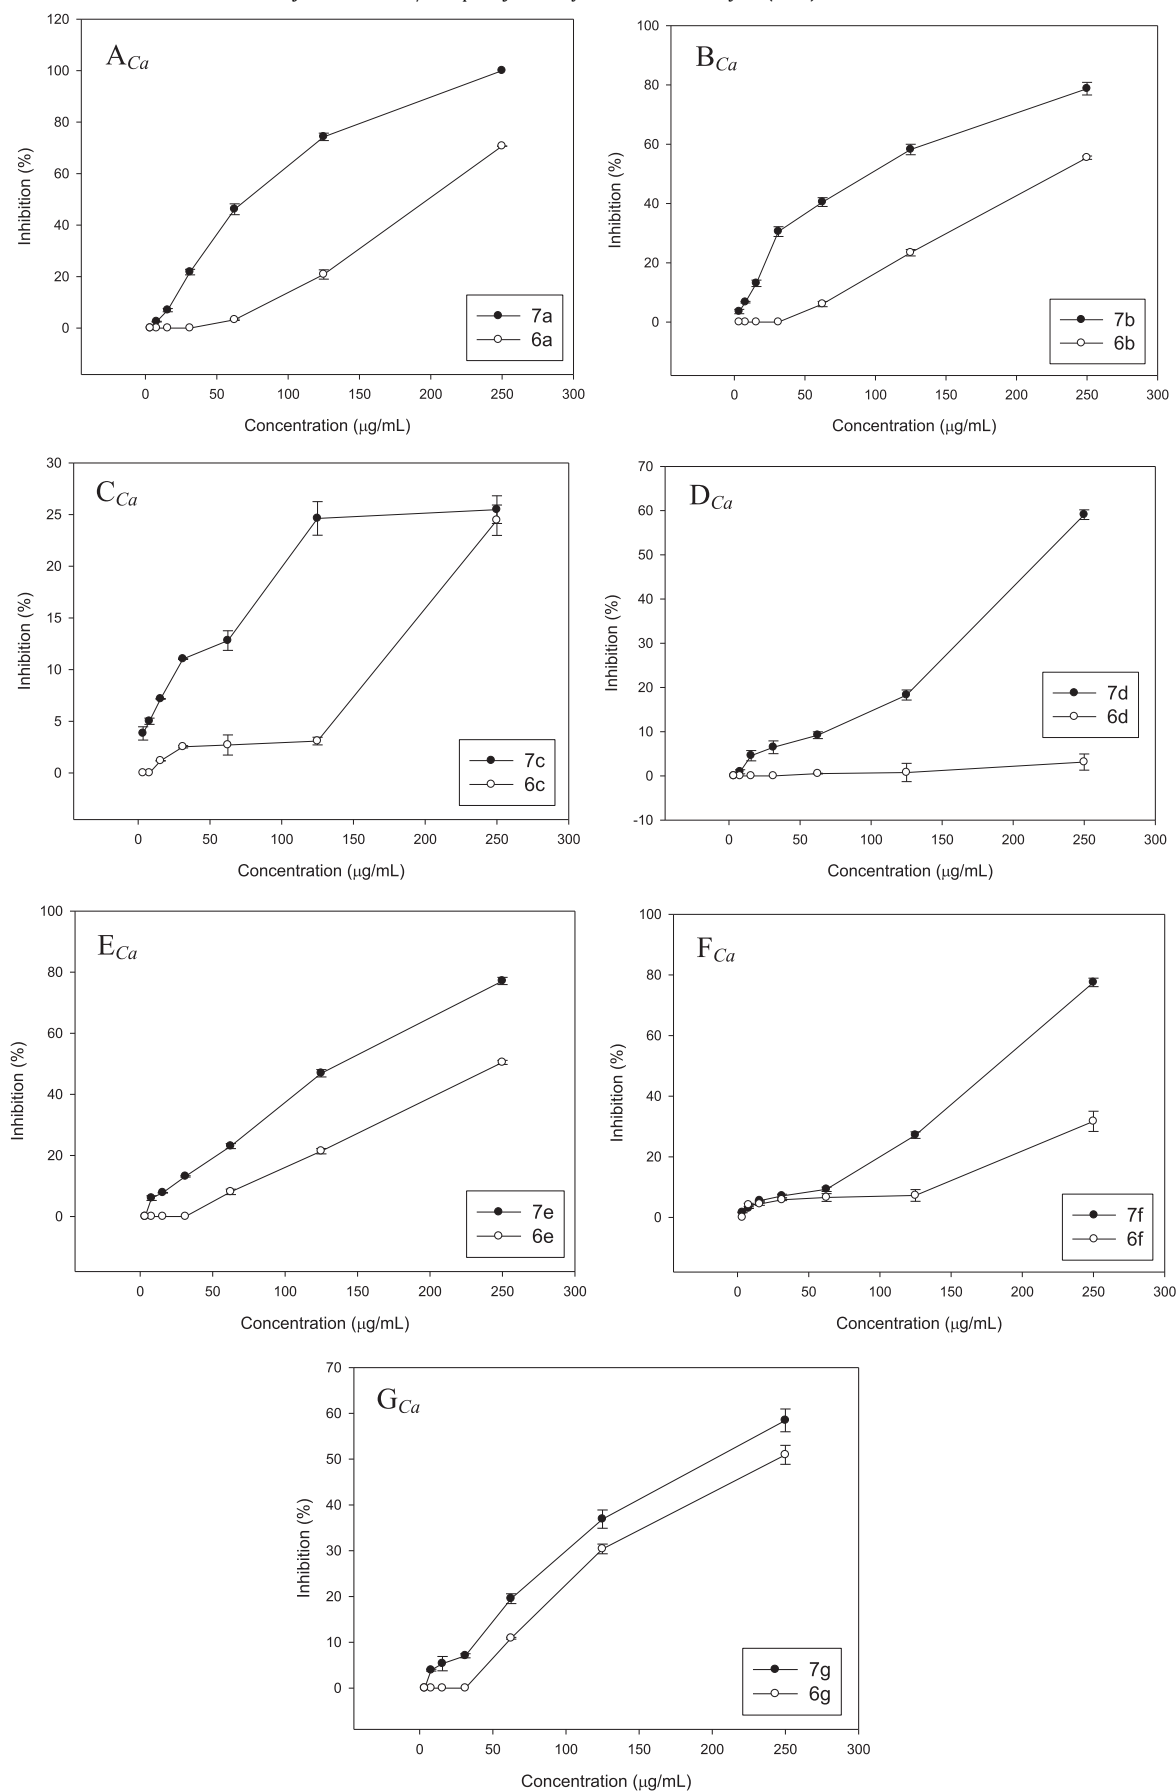 120
100
80
60
40
20
0
A Ca
Inhibition (%)
7a
6a
0 50 100 150 200 250 300
Concentration (μg/mL)
100
80
60
40
20
0
B Ca
Inhibition (%)
7b
6b
0 50 100 150 200 250 300
Concentration (μg/mL)
30
25
20
15
10
5
0
C Ca
Inhibition (%)
7c
6c
0 50 100 150 200 250 300
Concentration (μg/mL)
70
60
50
40
30
20
10
0
-10
D Ca
Inhibition (%)
7d
6d
0 50 100 150 200 250 300
Concentration (μg/mL)
100
80
60
40
20
0
E Ca
Inhibition (%)
7e
6e
0 50 100 150 200 250 300
Concentration (μg/mL)
100
80
60
40
20
0
F Ca
Inhibition (%)
7f
6f
0 50 100 150 200 250 300
Concentration (μg/mL)
70
60
50
40
30
20
10
0
G Ca
Inhibition (%)
7g
6g
0 50 100 150 200 250 300
Concentration (μg/mL)